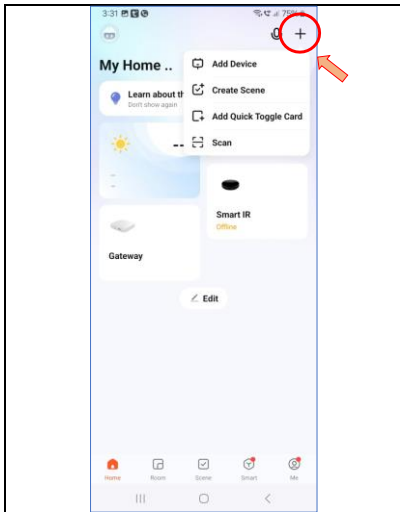 3:31
75%
My Home ..
Add Device
Learn about th
Don't show again
Create Scene
Add Quick Toggle Card
--
Scan
--
--
Smart IR
Offline
Gateway
Edit
Home Room Scene Smart Me